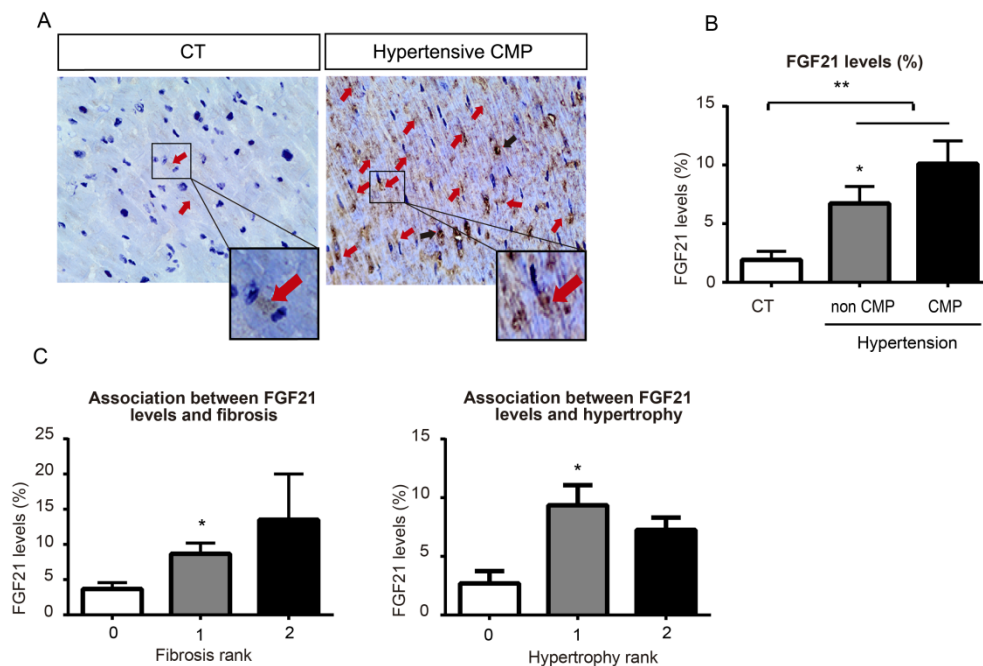 A
CT
Hypertensive CMP
B
FGF21 levels (%)
**
*
FGF21 levels (%)
15
10
5
0
CT
non CMP
CMP
Hypertension
C
Association between FGF21
levels and fibrosis
*
FGF21 levels (%)
25
20
15
10
5
0
0
1
2
Fibrosis rank
Association between FGF21
levels and hypertrophy
*
FGF21 levels (%)
15
10
5
0
0
1
2
Hypertrophy rank